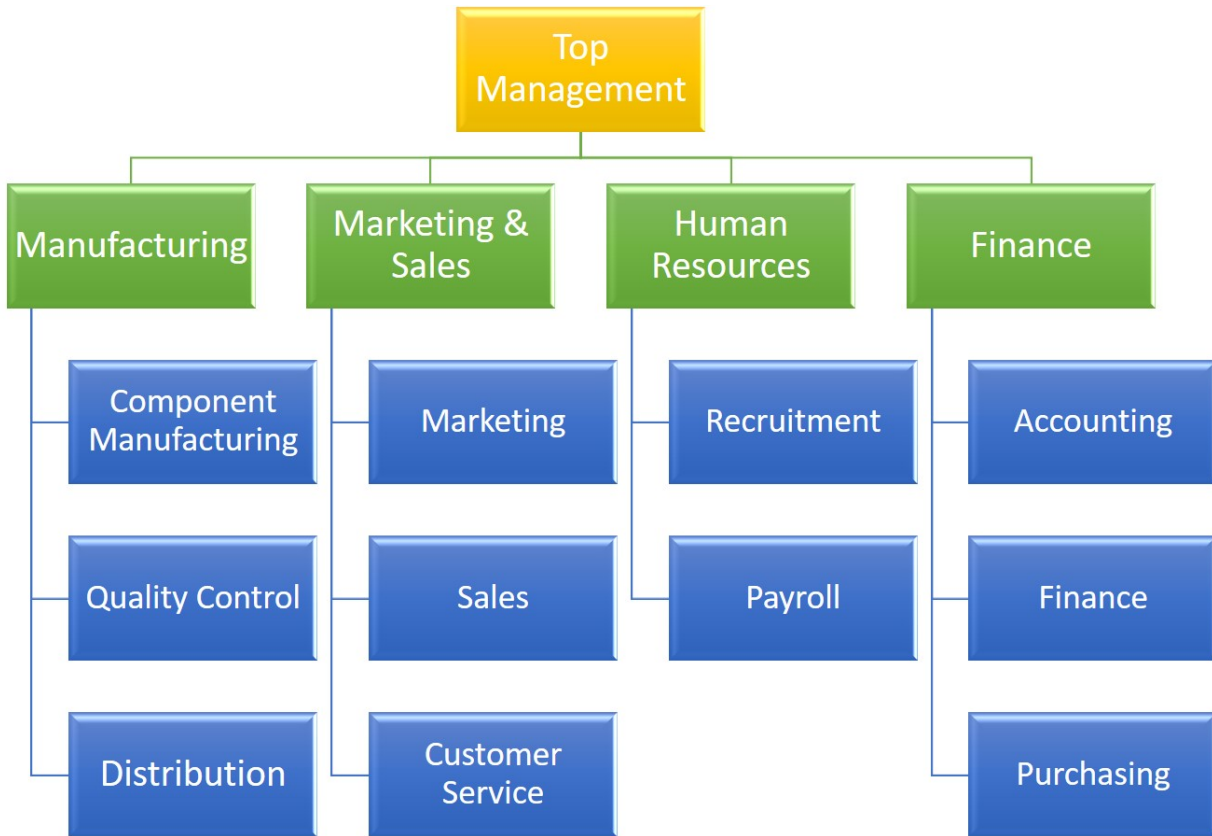 Top
Management
Manufacturing
Marketing &
Sales
Human
Resources
Finance
Component
Manufacturing
Marketing
Recruitment
Accounting
Quality Control
Sales
Payroll
Finance
Distribution
Customer
Service
Purchasing